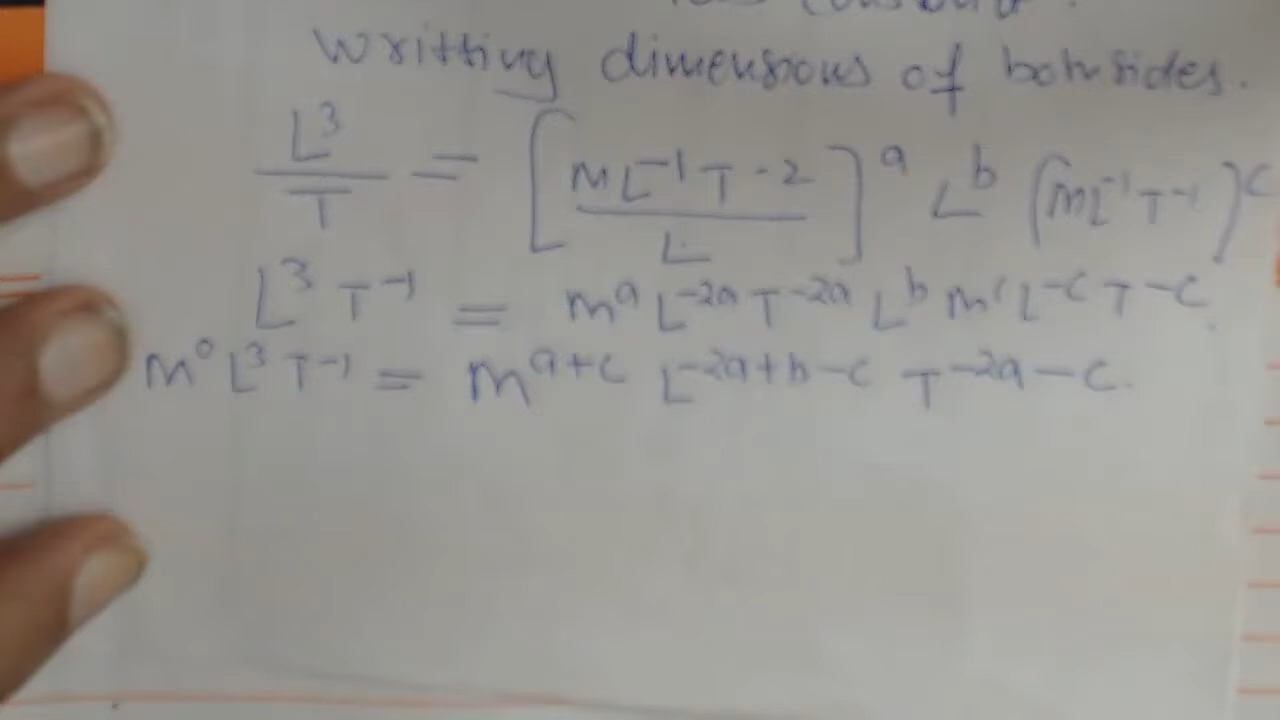 Writting dimensions of both sides.
L³/T = [ML⁻¹T⁻²/L]ᵃ Lᵇ (ML⁻¹T⁻¹)ᶜ
L³T⁻¹ = Mᵃ L⁻²ᵃ T⁻²ᵃ Lᵇ Mᶜ L⁻ᶜ T⁻ᶜ
M⁰L³T⁻¹ = Mᵃ⁺ᶜ L⁻²ᵃ⁺ᵇ⁻ᶜ T⁻²ᵃ⁻ᶜ.